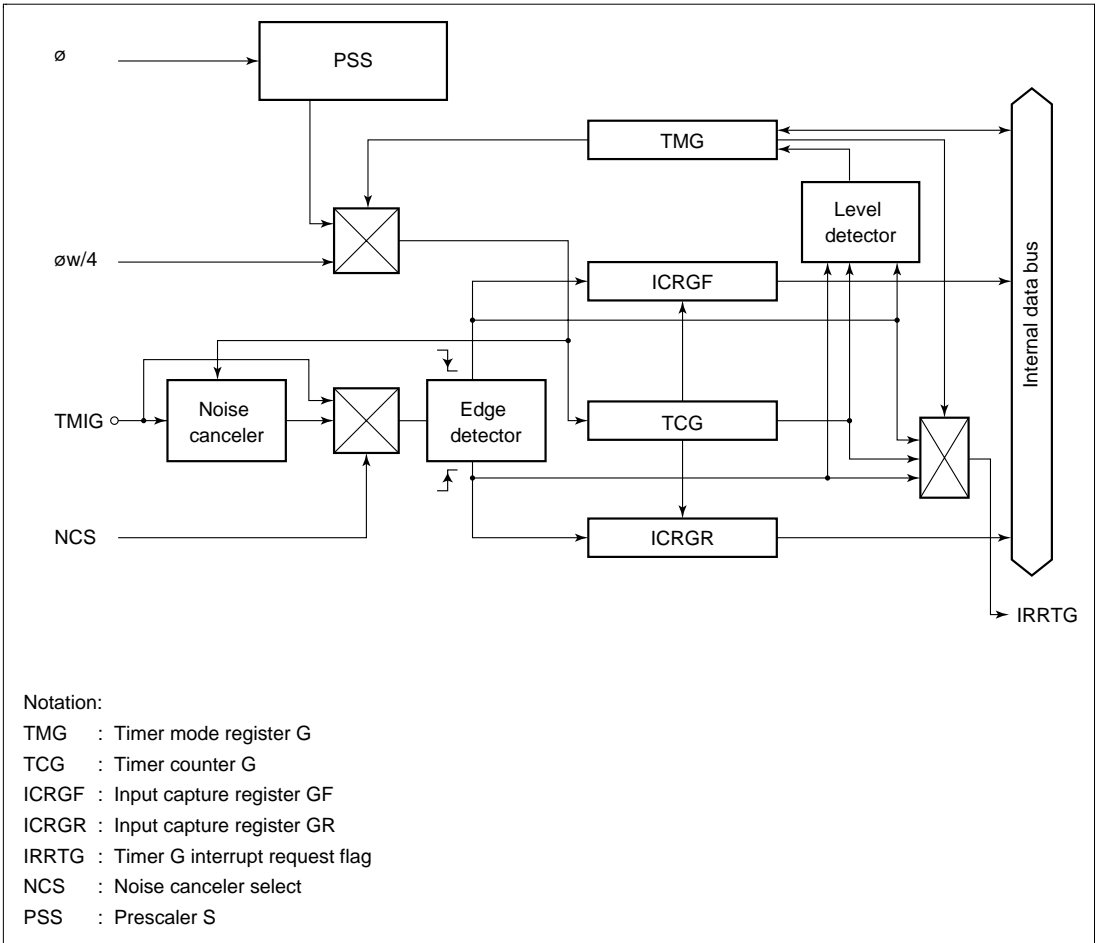 ø
PSS
TMG
Level
detector
øw/4
ICRGF
Internal data bus
TMIG
Noise
canceler
Edge
detector
TCG
NCS
ICRGR
IRRTG
Notation:
TMG : Timer mode register G
TCG : Timer counter G
ICRGF : Input capture register GF
ICRGR : Input capture register GR
IRRTG : Timer G interrupt request flag
NCS : Noise canceler select
PSS : Prescaler S